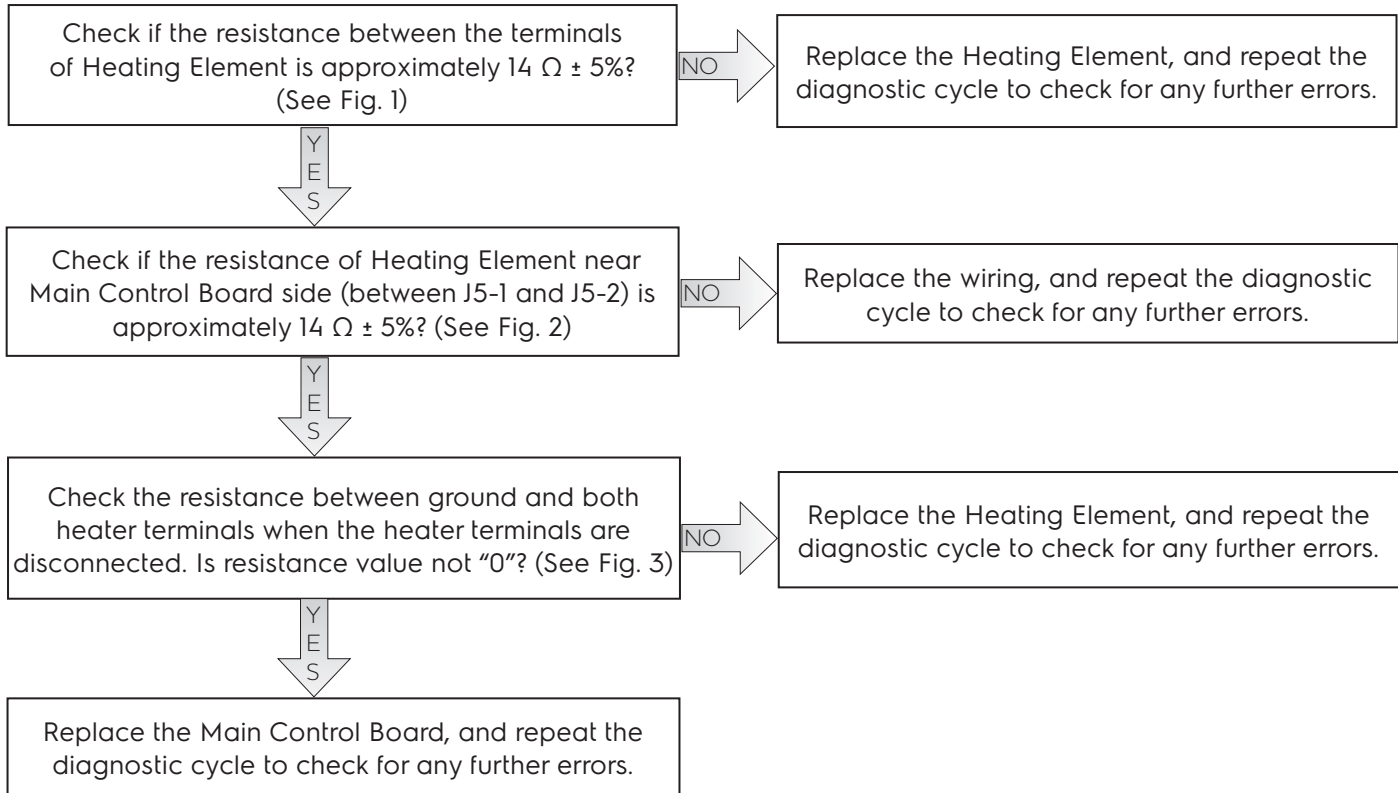 Check if the resistance between the terminals
of Heating Element is approximately 14 Ω ± 5%?
(See Fig. 1)
NO
Replace the Heating Element, and repeat the
diagnostic cycle to check for any further errors.
YES
Check if the resistance of Heating Element near
Main Control Board side (between J5-1 and J5-2) is
approximately 14 Ω ± 5%? (See Fig. 2)
NO
Replace the wiring, and repeat the diagnostic
cycle to check for any further errors.
YES
Check the resistance between ground and both
heater terminals when the heater terminals are
disconnected. Is resistance value not “0”? (See Fig. 3)
NO
Replace the Heating Element, and repeat the
diagnostic cycle to check for any further errors.
YES
Replace the Main Control Board, and repeat the
diagnostic cycle to check for any further errors.